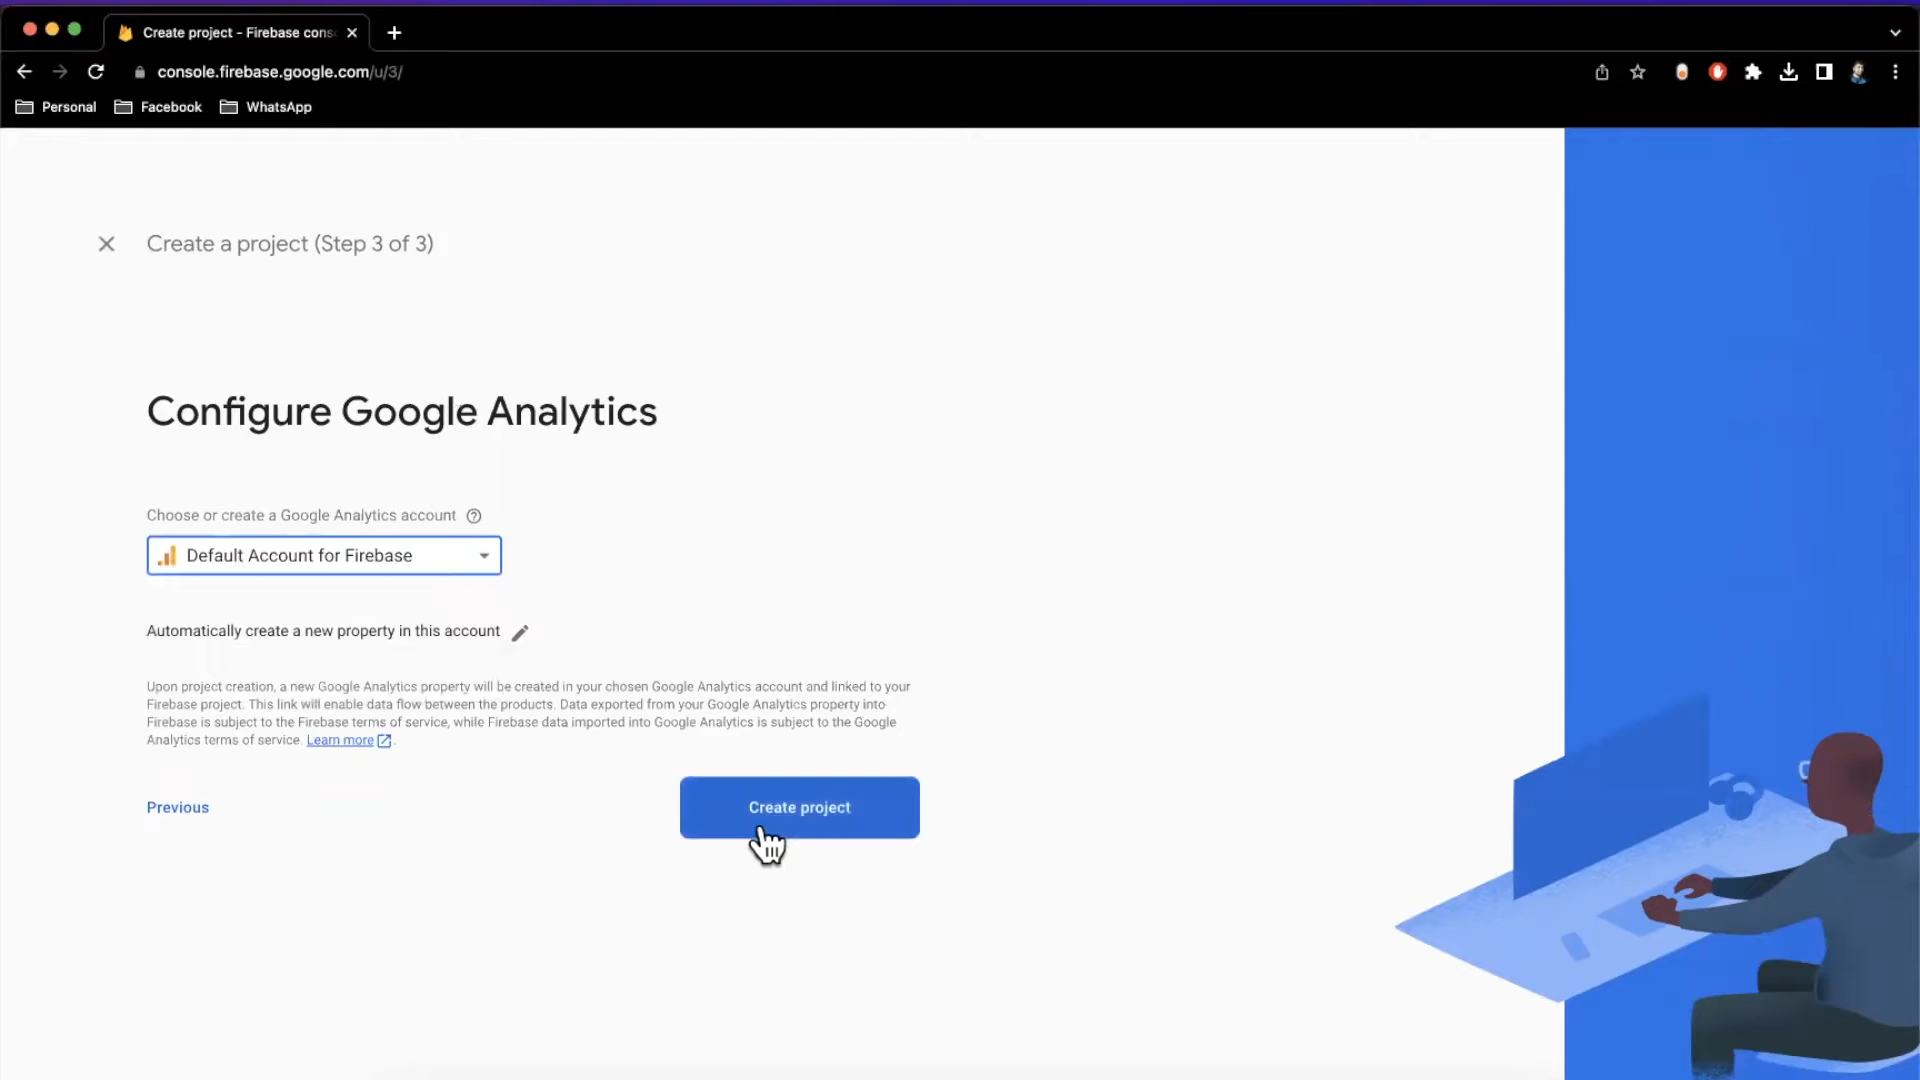 Create project - Firebase cons
console.firebase.google.com/u/3/
Personal Facebook WhatsApp
Create a project (Step 3 of 3)
Configure Google Analytics
Choose or create a Google Analytics account
Default Account for Firebase
Automatically create a new property in this account
Upon project creation, a new Google Analytics property will be created in your chosen Google Analytics account and linked to your
Firebase project. This link will enable data flow between the products. Data exported from your Google Analytics property into
Firebase is subject to the Firebase terms of service, while Firebase data imported into Google Analytics is subject to the Google
Analytics terms of service. Learn more .
Previous
Create project